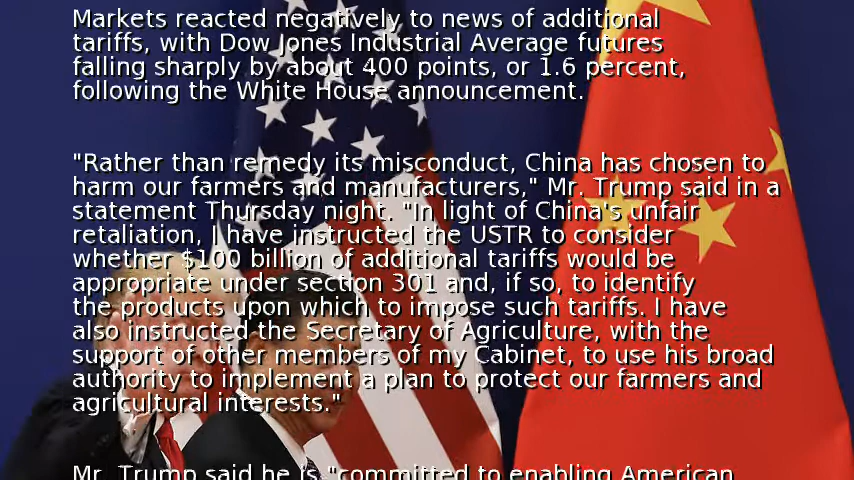 Markets reacted negatively to news of additional
tariffs, with Dow Jones Industrial Average futures
falling sharply by about 400 points, or 1.6 percent,
following the White House announcement.
"Rather than remedy its misconduct, China has chosen to
harm our farmers and manufacturers," Mr. Trump said in a
statement Thursday night. "In light of China's unfair
retaliation, I have instructed the USTR to consider
whether $100 billion of additional tariffs would be
appropriate under section 301 and, if so, to identify
the products upon which to impose such tariffs. I have
also instructed the Secretary of Agriculture, with the
support of other members of my Cabinet, to use his broad
authority to implement a plan to protect our farmers and
agricultural interests."
Mr. Trump said he is "committed to enabling American